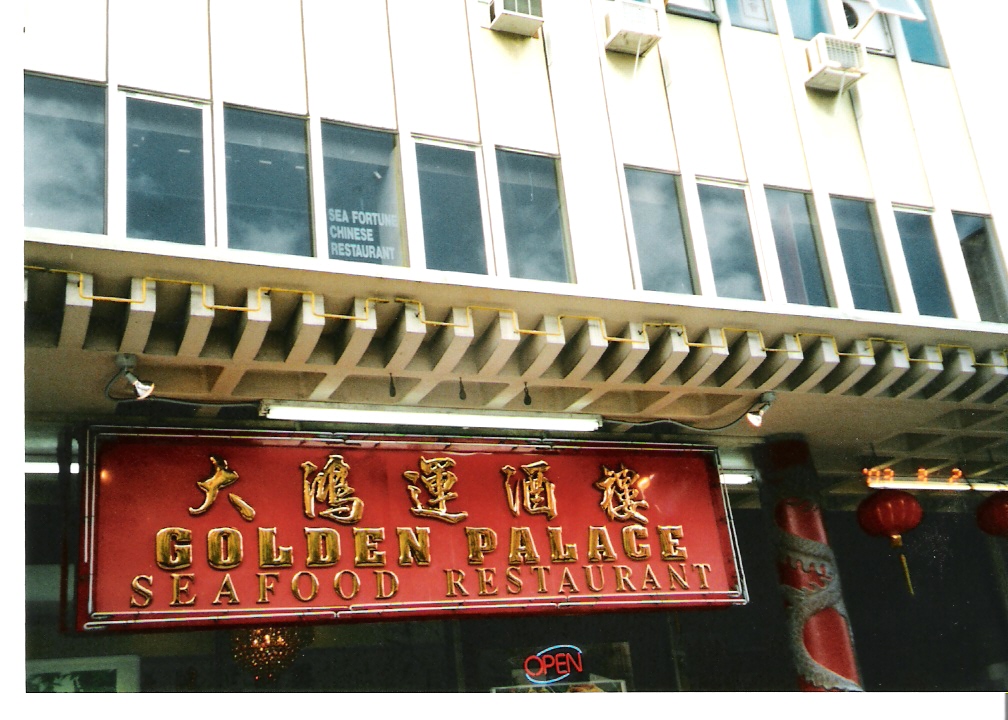 SEA FORTUNE
CHINESE
RESTAURANT
大鴻運酒樓
GOLDEN PALACE
SEAFOOD RESTAURANT
OPEN